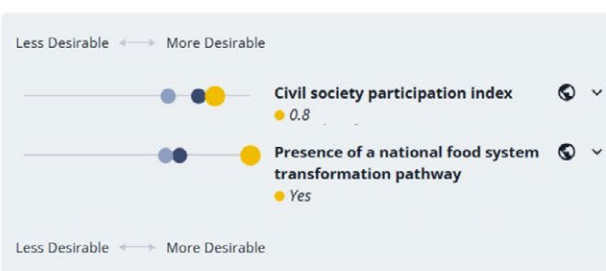 Less Desirable ⟷ More Desirable
Civil society participation index
0.8
Presence of a national food system
transformation pathway
Yes
Less Desirable ⟷ More Desirable